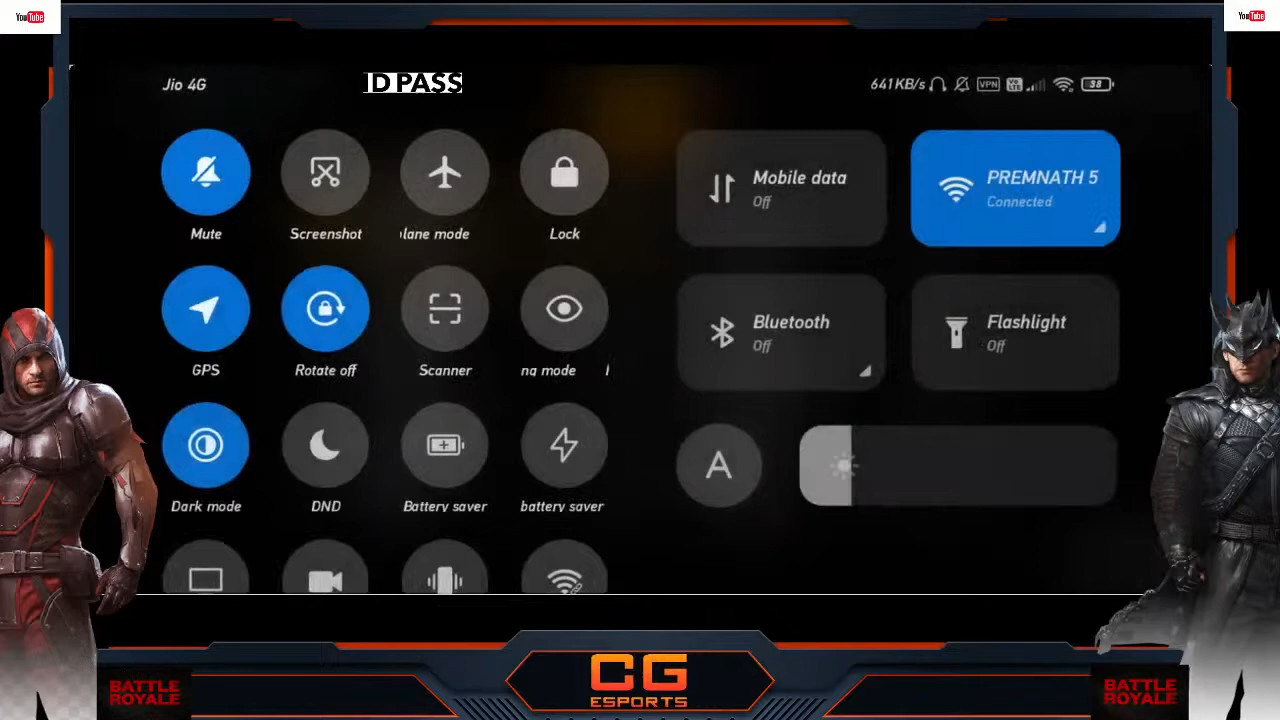 YouTube
YouTube
Jio 4G
ID PASS
641KB/s
VPN
38
Mute
Screenshot
lane mode
Lock
Mobile data
Off
PREMNATH 5
Connected
GPS
Rotate off
Scanner
ng mode
Bluetooth
Off
Flashlight
Off
A
Dark mode
DND
Battery saver
battery saver
CG
ESPORTS
BATTLE
ROYALE
BATTLE
ROYALE